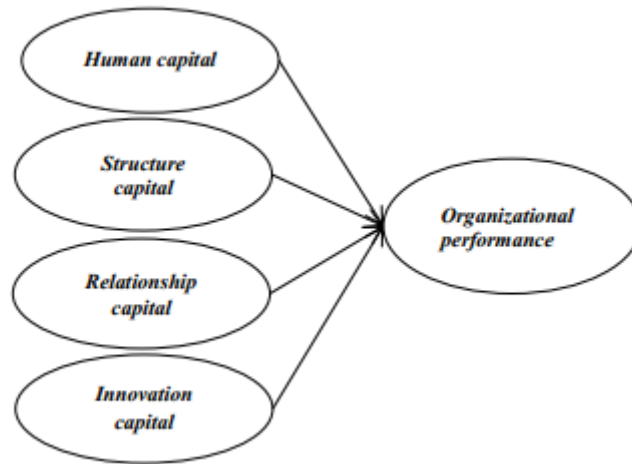 Human capital
Structure
capital
Relationship
capital
Innovation
capital
Organizational
performance